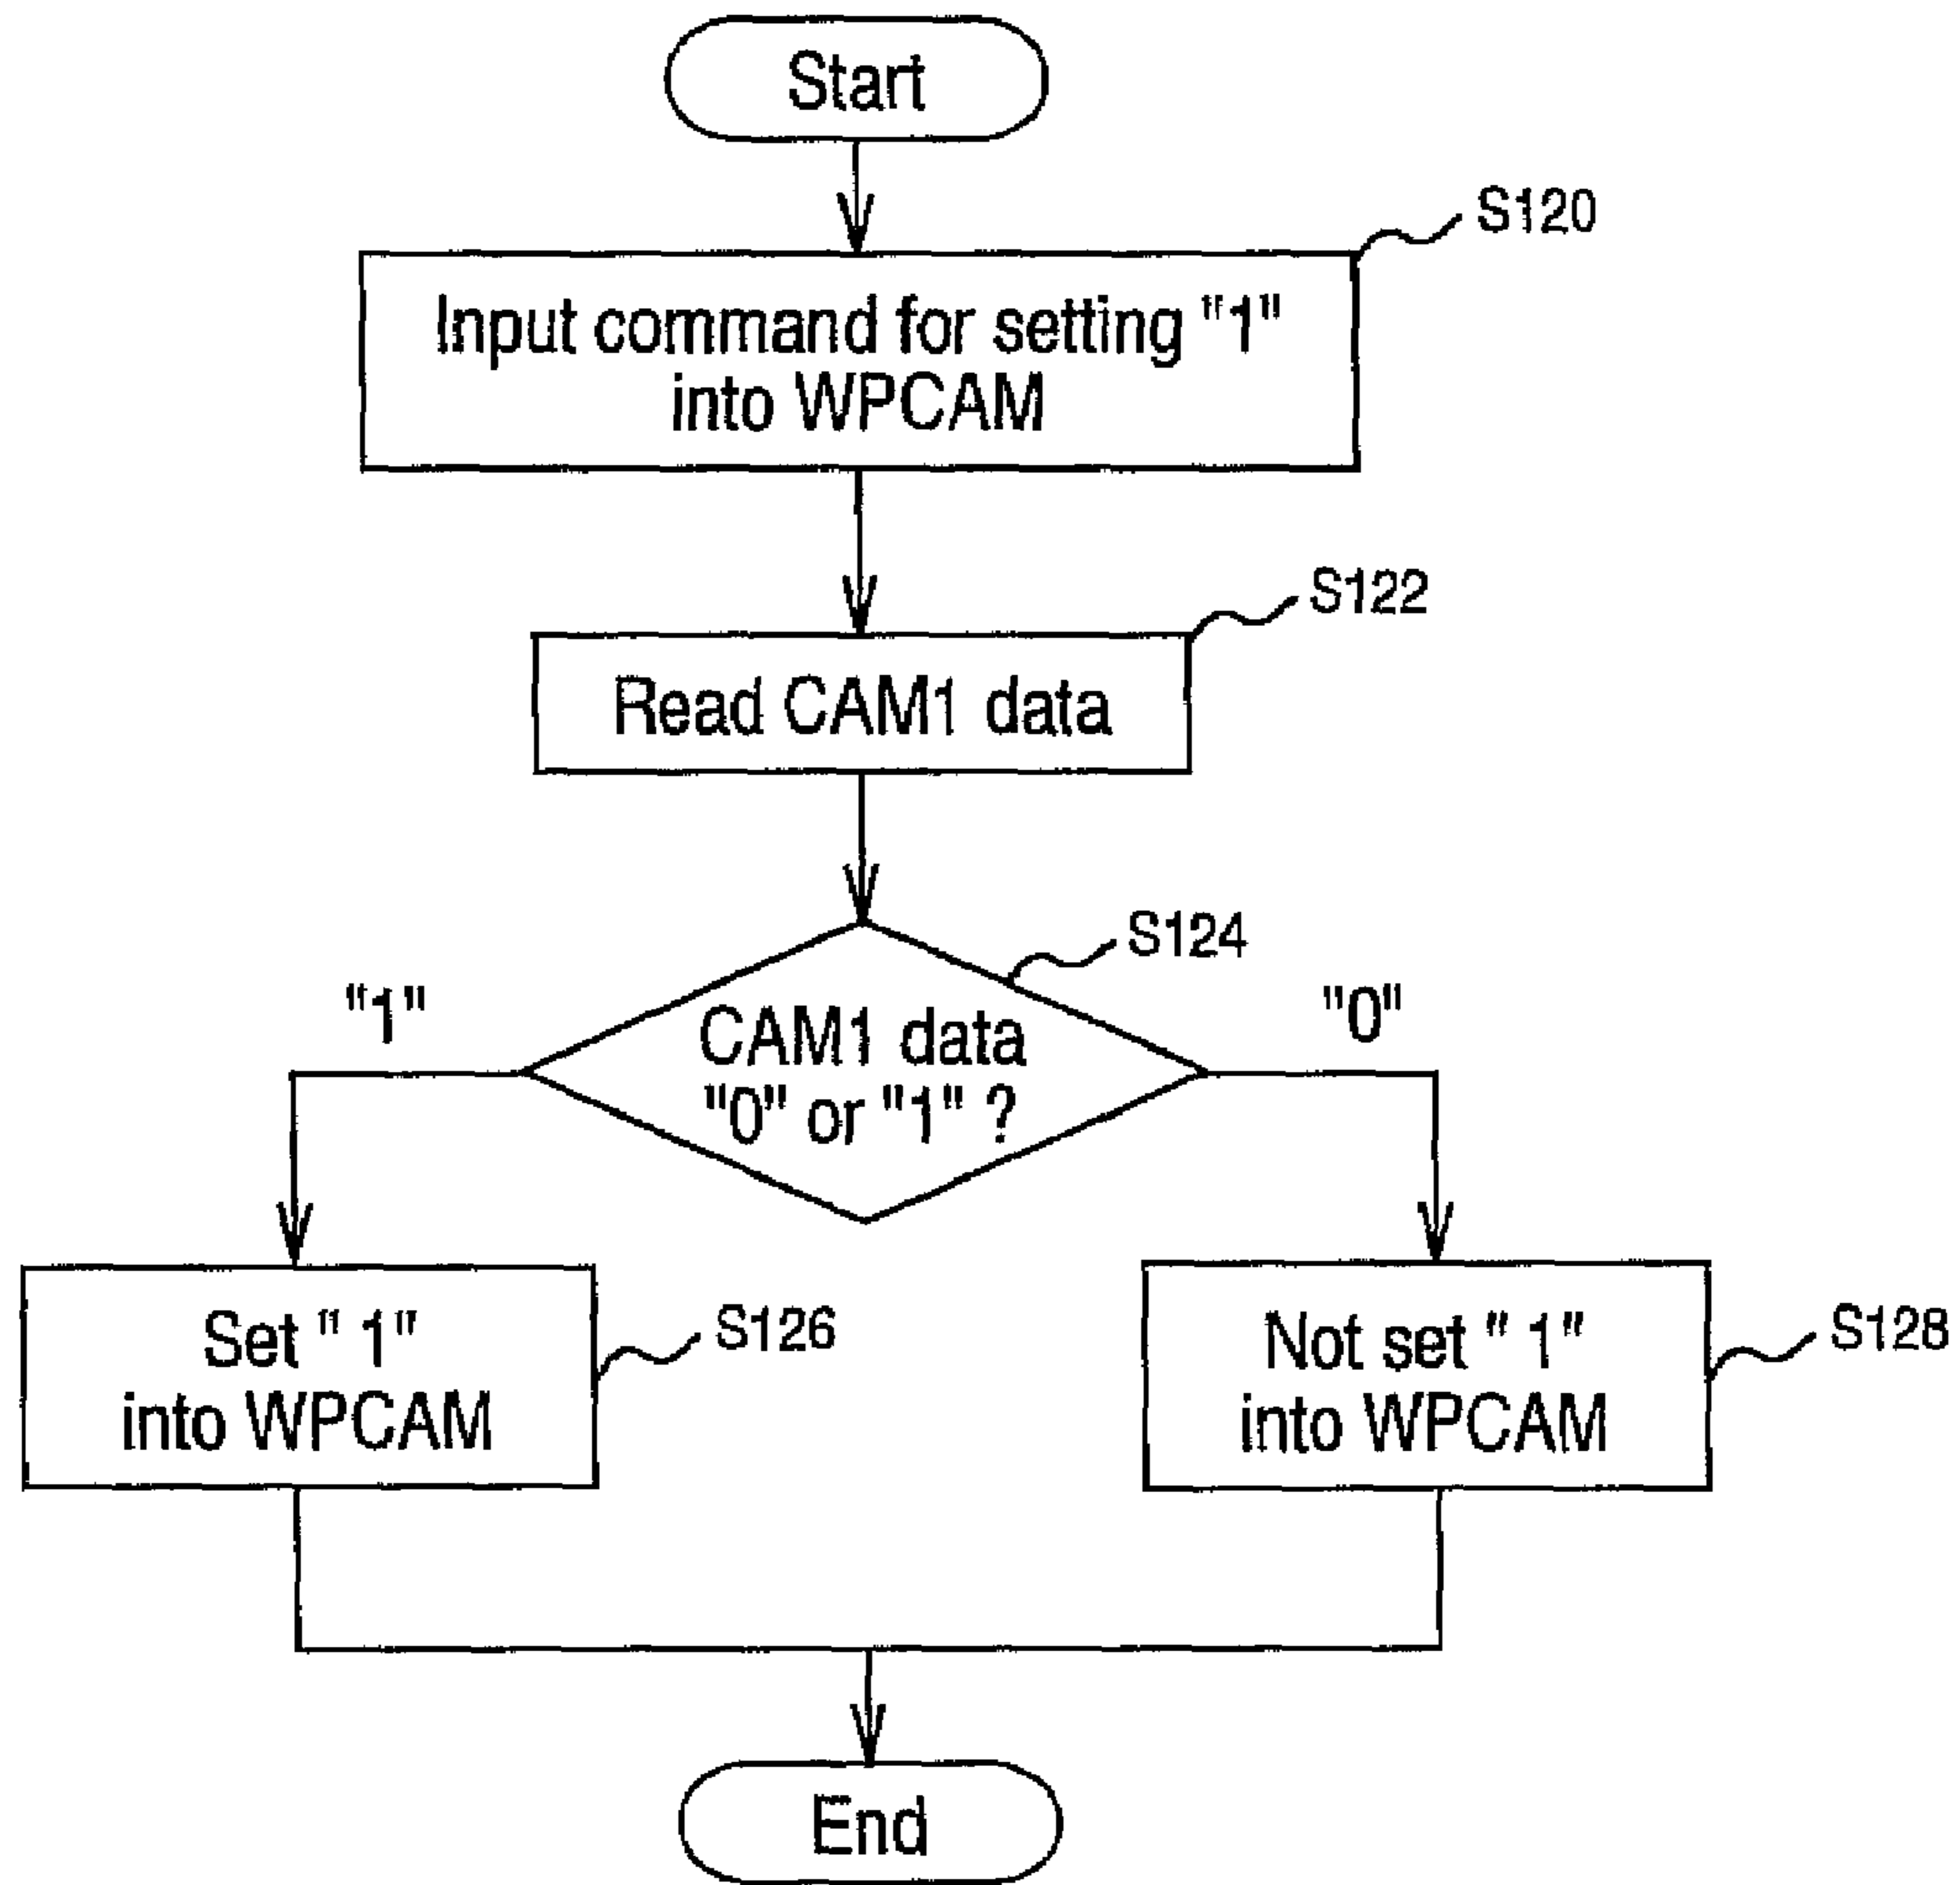 Start
S120
Input command for setting "1"
into WPCAM
S122
Read CAM1 data
S124
"1"
"0"
CAM1 data
"0" or "1" ?
Set " 1"
into WPCAM
S126
Not set " 1"
into WPCAM
S128
End